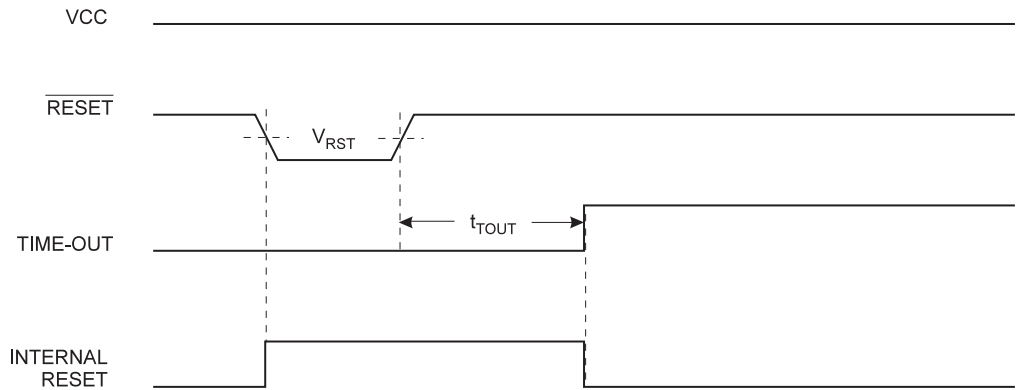 VCC
RESET
V_RST
t_TOUT
TIME-OUT
INTERNAL
RESET